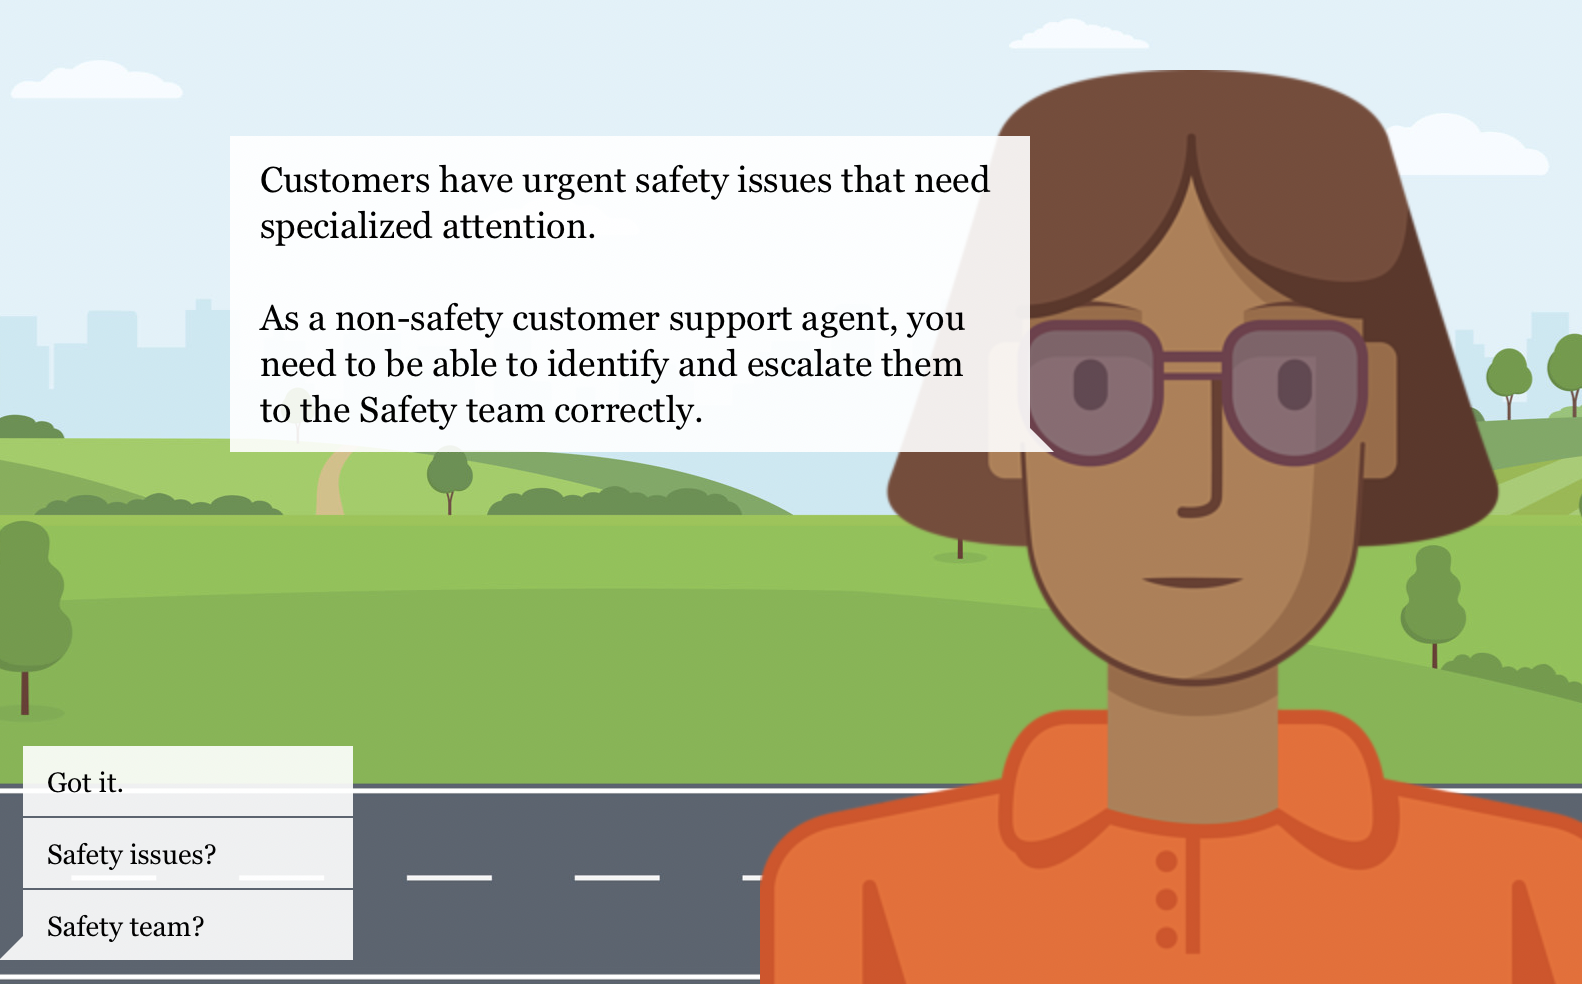 Customers have urgent safety issues that need
specialized attention.
As a non-safety customer support agent, you
need to be able to identify and escalate them
to the Safety team correctly.
Got it.
Safety issues?
Safety team?